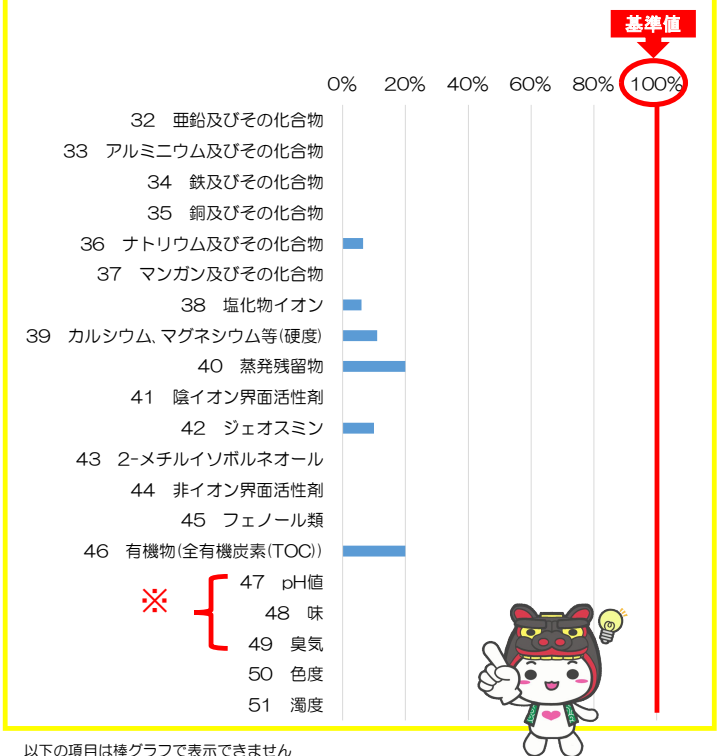 基準値
0% 20% 40% 60% 80% 100%
32 亜鉛及びその化合物
33 アルミニウム及びその化合物
34 鉄及びその化合物
35 銅及びその化合物
36 ナトリウム及びその化合物
37 マンガン及びその化合物
38 塩化物イオン
39 カルシウム、マグネシウム等(硬度)
40 蒸発残留物
41 陰イオン界面活性剤
42 ジェオスミン
43 2-メチルイソボルネオール
44 非イオン界面活性剤
45 フェノール類
46 有機物(全有機炭素(TOC))
47 pH値
※
48 味
49 臭気
50 色度
51 濁度
以下の項目は棒グラフで表示できません